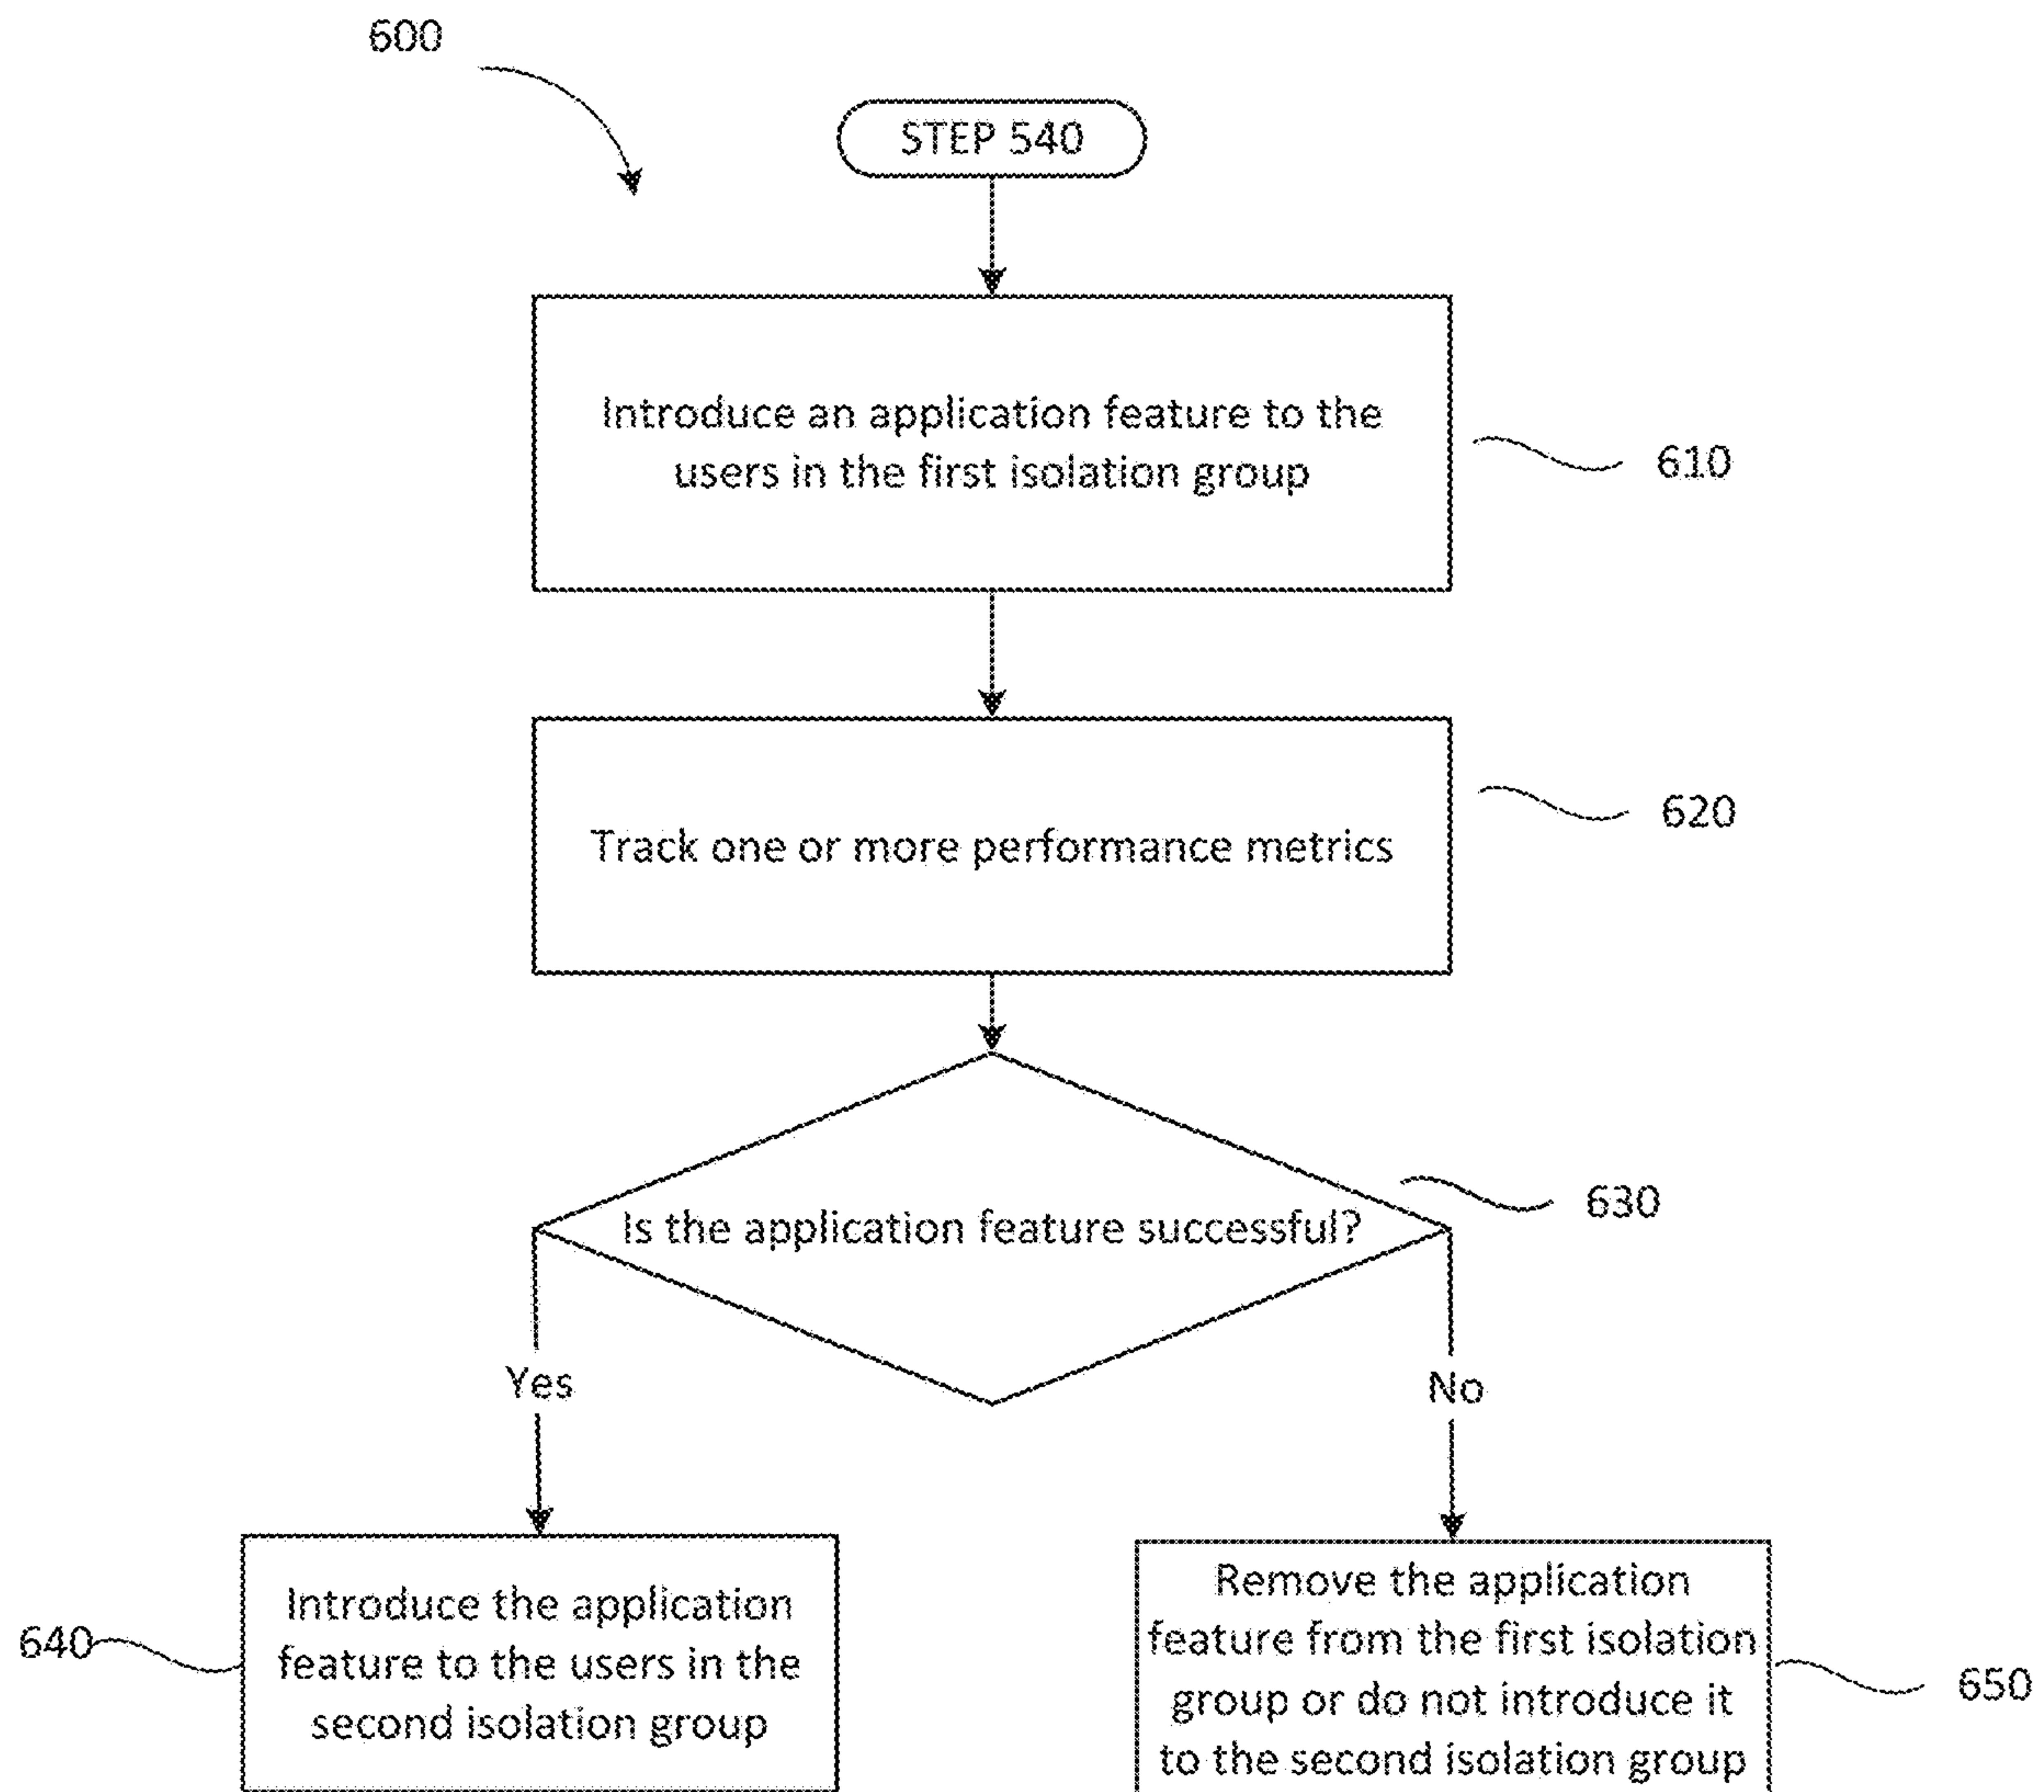 600
STEP 540
Introduce an application feature to the
users in the first isolation group
610
Track one or more performance metrics
620
Is the application feature successful?
630
Yes
No
640
Introduce the application
feature to the users in the
second isolation group
Remove the application
feature from the first isolation
group or do not introduce it
to the second isolation group
650